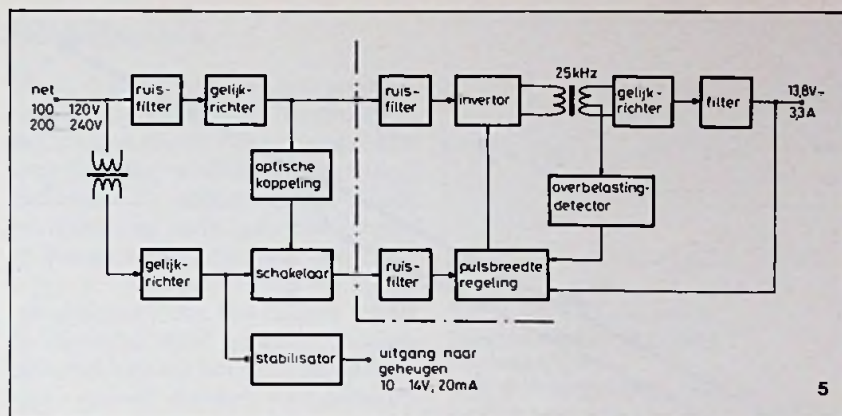 net
100 120V
200 240V
ruis-
filter
gelijk-
richter
ruis-
filter
invertor
25kHz
gelijk-
richter
filter
13,8V
3,3A
optische
koppeling
overbelasting-
detector
gelijk-
richter
schakelaar
ruis-
filter
pulsbreedte
regeling
stabilisator
uitgang naar
geheugen
10 14V, 20mA
5